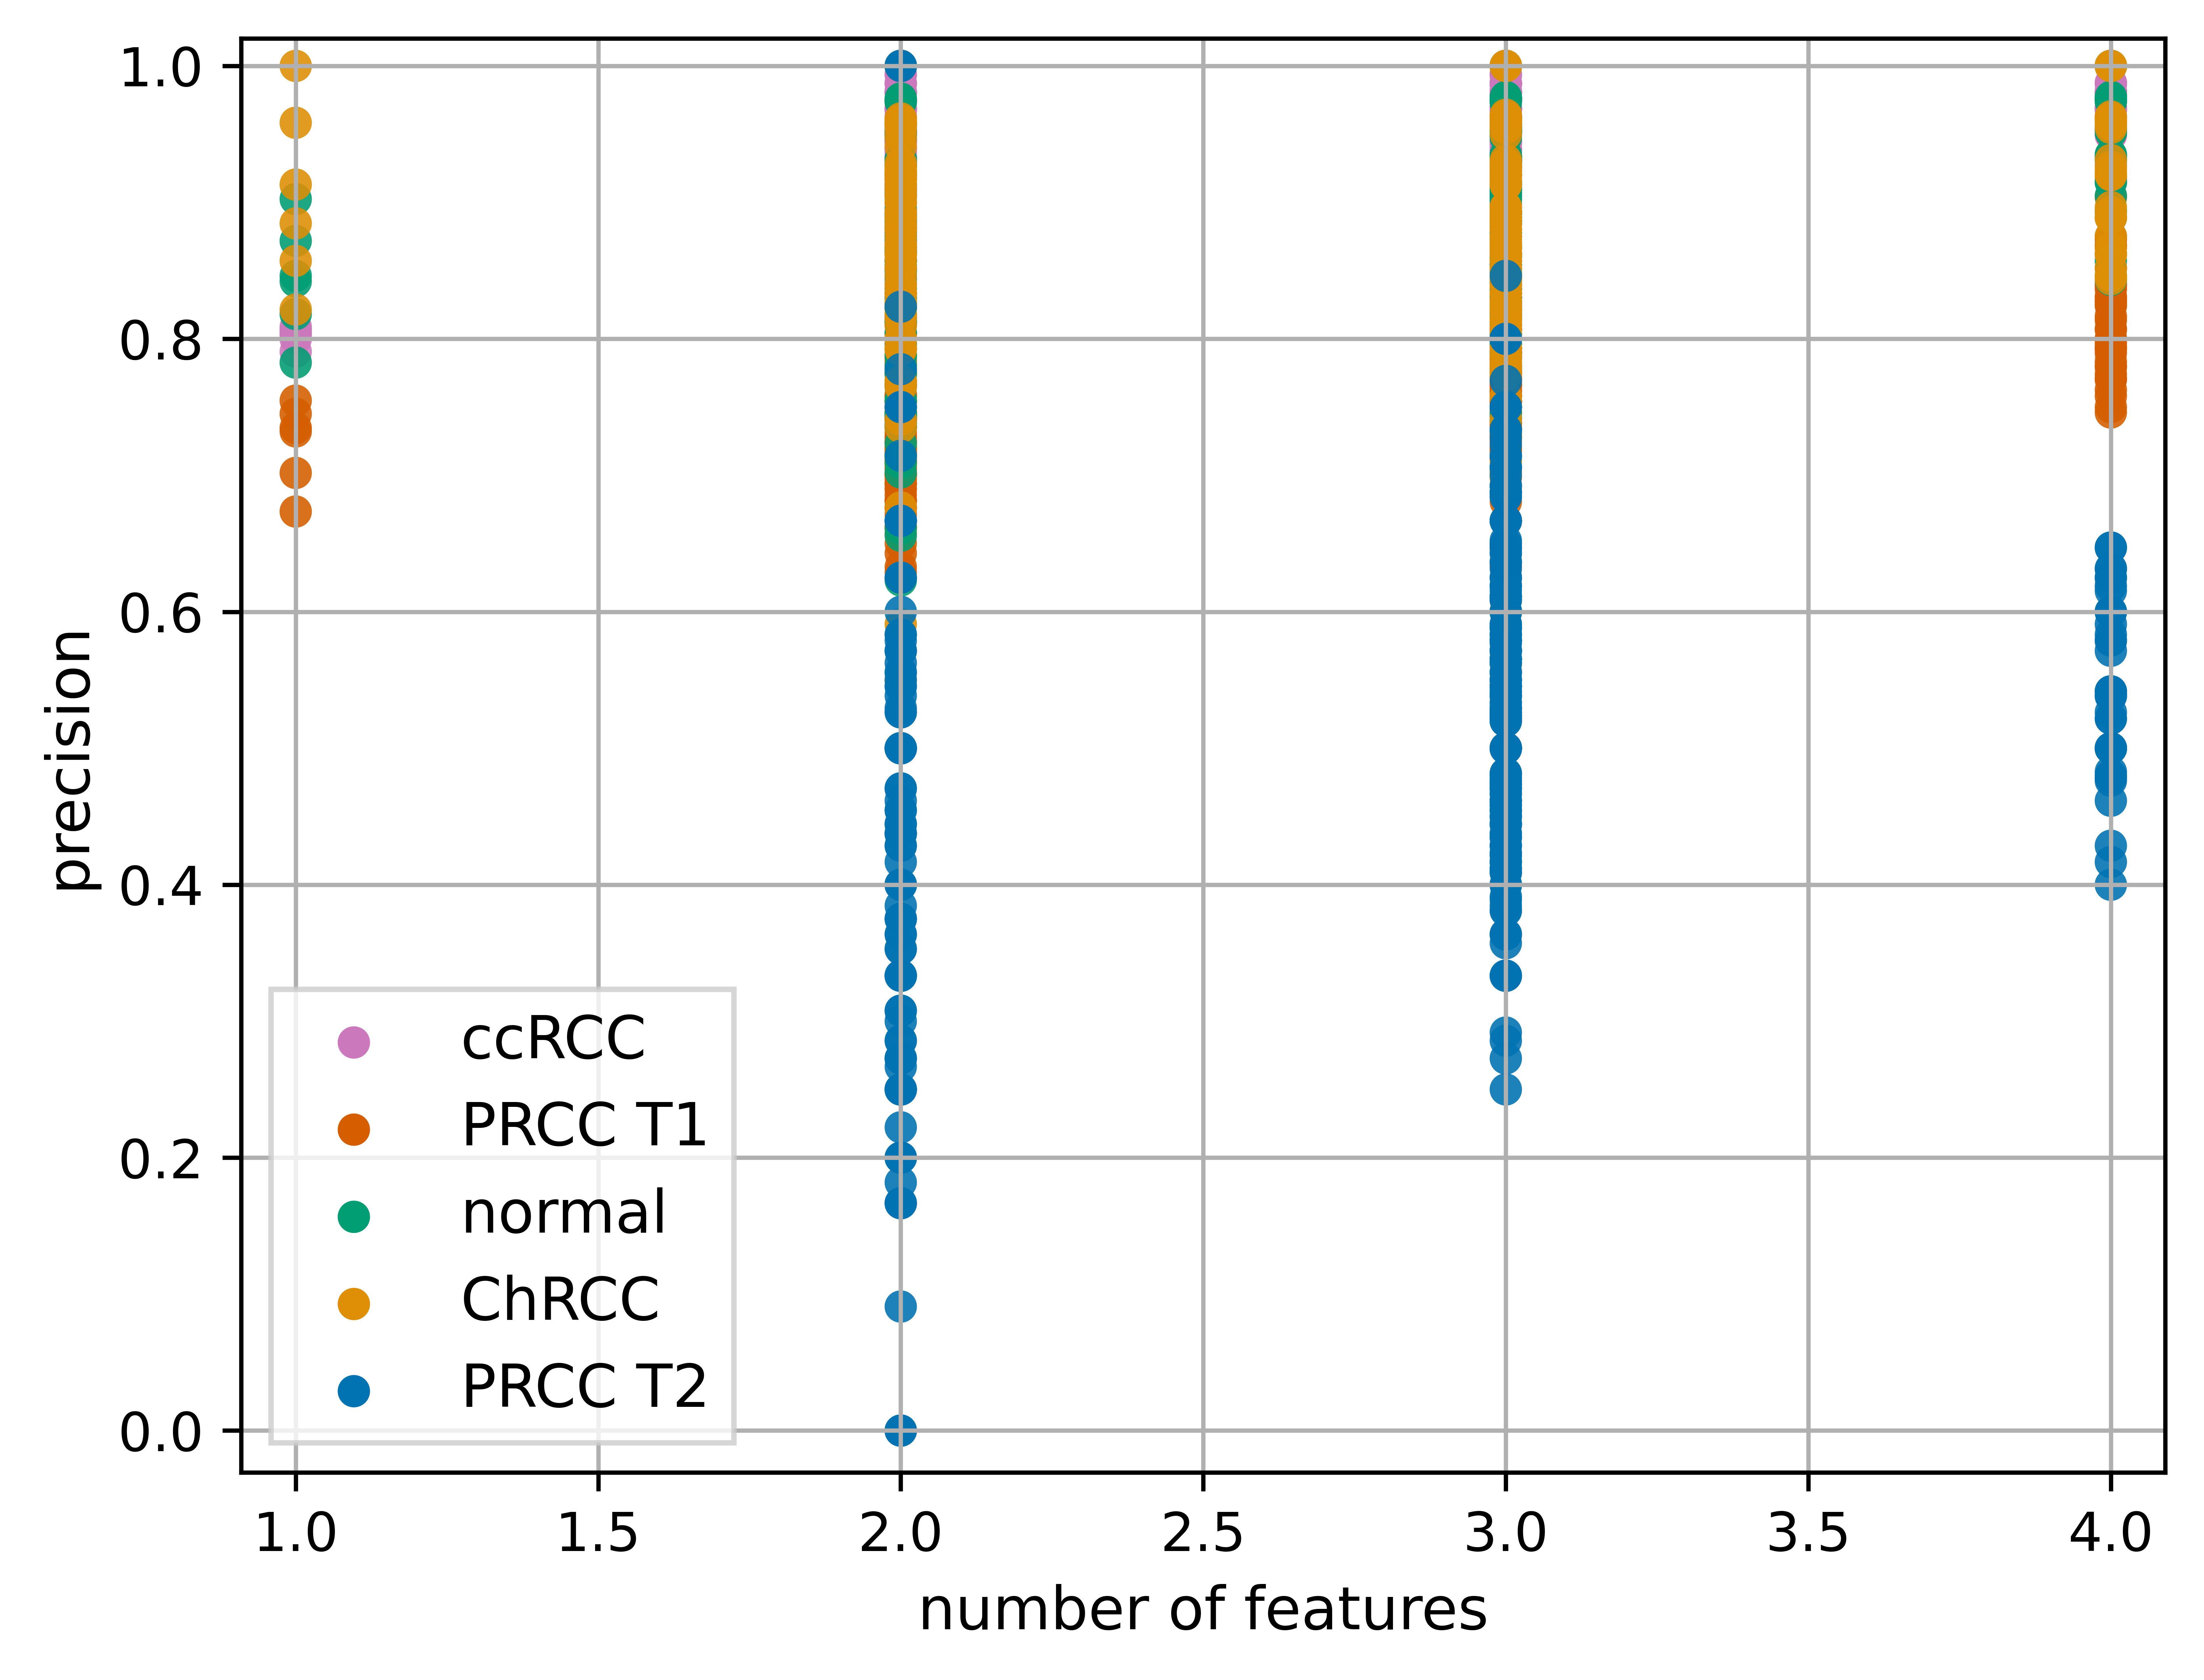 1.0
0.8
0.6
0.4
0.2
0.0
precision
ccRCC
PRCC T1
normal
ChRCC
PRCC T2
1.0 1.5 2.0 2.5 3.0 3.5 4.0
number of features